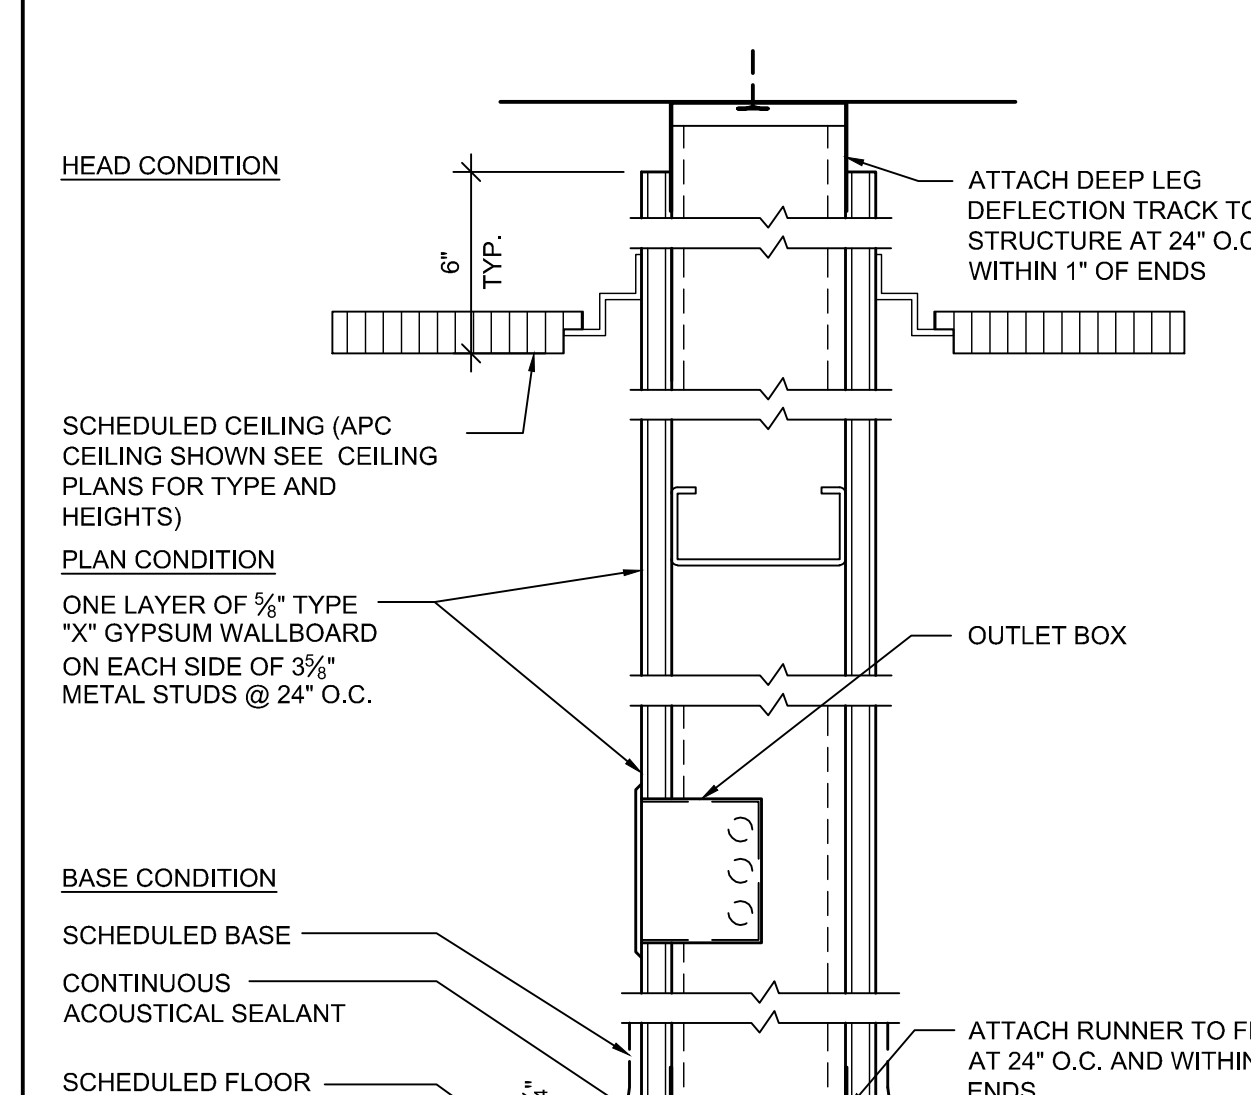 HEAD CONDITION
6"
TYP.
ATTACH DEEP LEG
DEFLECTION TRACK TO
STRUCTURE AT 24" O.C
WITHIN 1" OF ENDS
SCHEDULED CEILING (APC
CEILING SHOWN SEE CEILING
PLANS FOR TYPE AND
HEIGHTS)
PLAN CONDITION
ONE LAYER OF ⅝" TYPE
"X" GYPSUM WALLBOARD
ON EACH SIDE OF 3⅝"
METAL STUDS @ 24" O.C.
OUTLET BOX
BASE CONDITION
SCHEDULED BASE
CONTINUOUS
ACOUSTICAL SEALANT
SCHEDULED FLOOR
ATTACH RUNNER TO
AT 24" O.C. AND WITHIN
ENDS